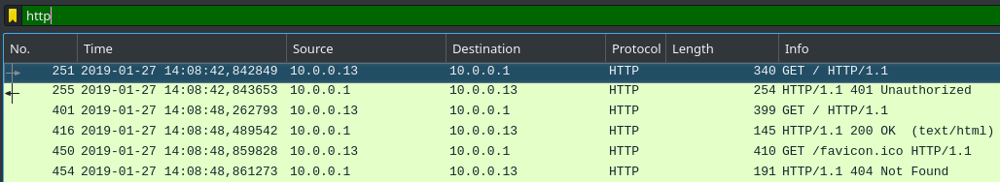 http
No. Time Source Destination Protocol Length Info
251 2019-01-27 14:08:42,842849 10.0.0.13 10.0.0.1 HTTP 340 GET / HTTP/1.1
255 2019-01-27 14:08:42,843653 10.0.0.1 10.0.0.13 HTTP 254 HTTP/1.1 401 Unauthorized
401 2019-01-27 14:08:48,262793 10.0.0.13 10.0.0.1 HTTP 399 GET / HTTP/1.1
416 2019-01-27 14:08:48,489542 10.0.0.1 10.0.0.13 HTTP 145 HTTP/1.1 200 OK (text/html)
450 2019-01-27 14:08:48,859828 10.0.0.13 10.0.0.1 HTTP 410 GET /favicon.ico HTTP/1.1
454 2019-01-27 14:08:48,861273 10.0.0.1 10.0.0.13 HTTP 191 HTTP/1.1 404 Not Found